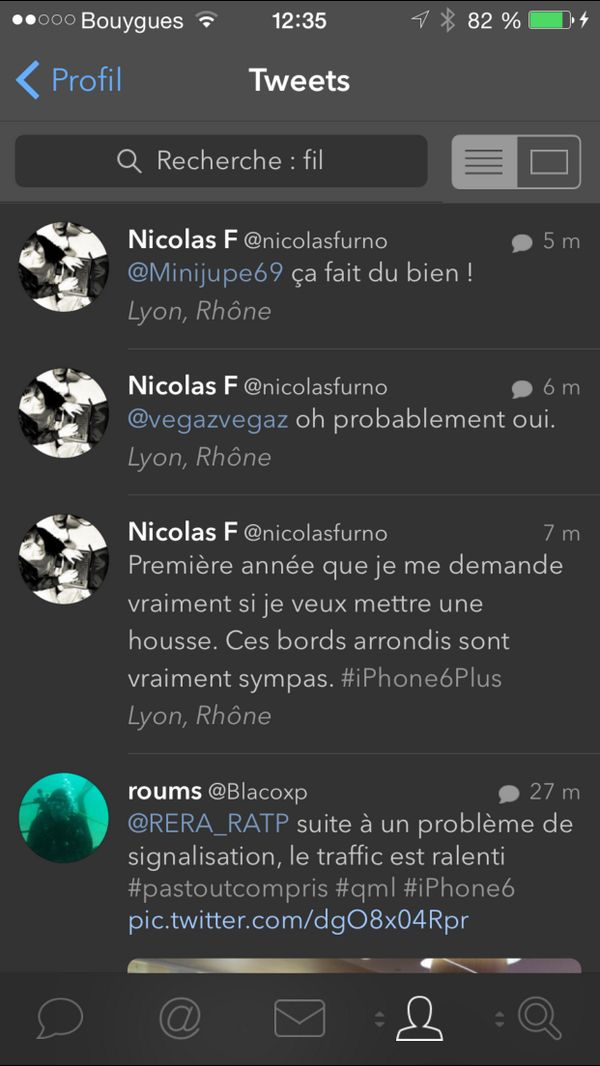 Bouygues 12:35 82 %
Profil Tweets
Recherche : fil
Nicolas F @nicolasfurno 5 m
@Minijupe69 ça fait du bien !
Lyon, Rhône
Nicolas F @nicolasfurno 6 m
@vegazvegaz oh probablement oui.
Lyon, Rhône
Nicolas F @nicolasfurno 7 m
Première année que je me demande
vraiment si je veux mettre une
housse. Ces bords arrondis sont
vraiment sympas. #iPhone6Plus
Lyon, Rhône
roums @Blacoxp 27 m
@RERA_RATP suite à un problème de
signalisation, le traffic est ralenti
#pastoutcompris #qml #iPhone6
pic.twitter.com/dgO8x04Rpr
@